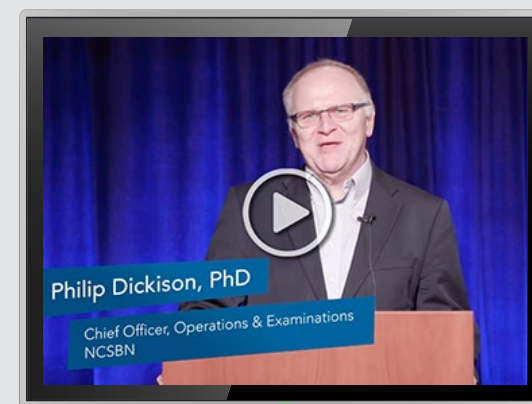 Philip Dickison, PhD
Chief Officer, Operations & Examinations
NCSBN